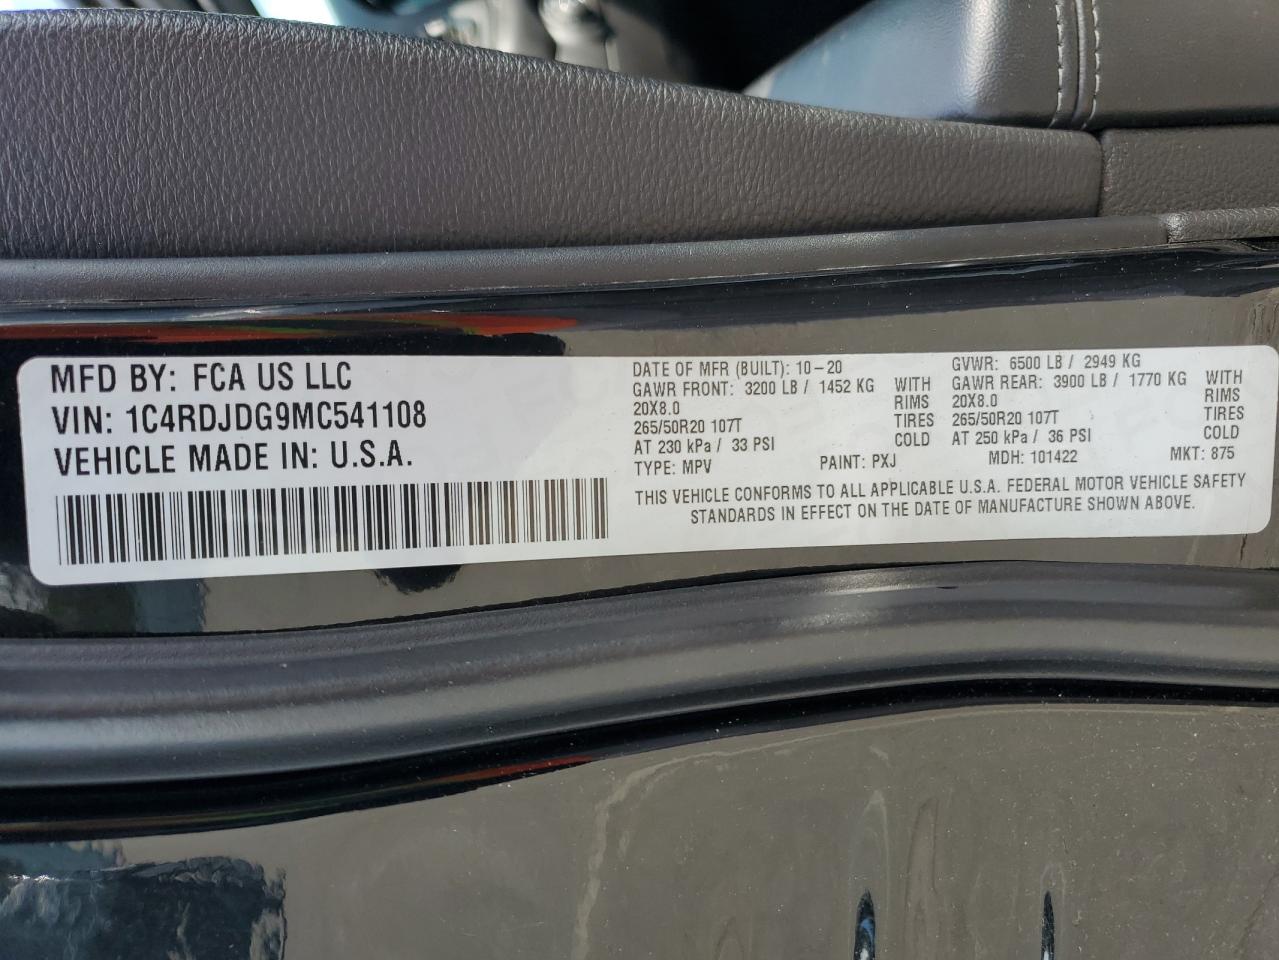 MFD BY: FCA US LLC
VIN: 1C4RDJDG9MC541108
VEHICLE MADE IN: U.S.A.
DATE OF MFR (BUILT): 10-20
GAWR FRONT: 3200 LB / 1452 KG WITH
20X8.0 RIMS
265/50R20 107T TIRES
AT 230 kPa / 33 PSI COLD
GVWR: 6500 LB / 2949 KG
GAWR REAR: 3900 LB / 1770 KG WITH
20X8.0 RIMS
265/50R20 107T TIRES
AT 250 kPa / 36 PSI COLD
TYPE: MPV PAINT: PXJ MDH: 101422 MKT: 875
THIS VEHICLE CONFORMS TO ALL APPLICABLE U.S.A. FEDERAL MOTOR VEHICLE SAFETY
STANDARDS IN EFFECT ON THE DATE OF MANUFACTURE SHOWN ABOVE.